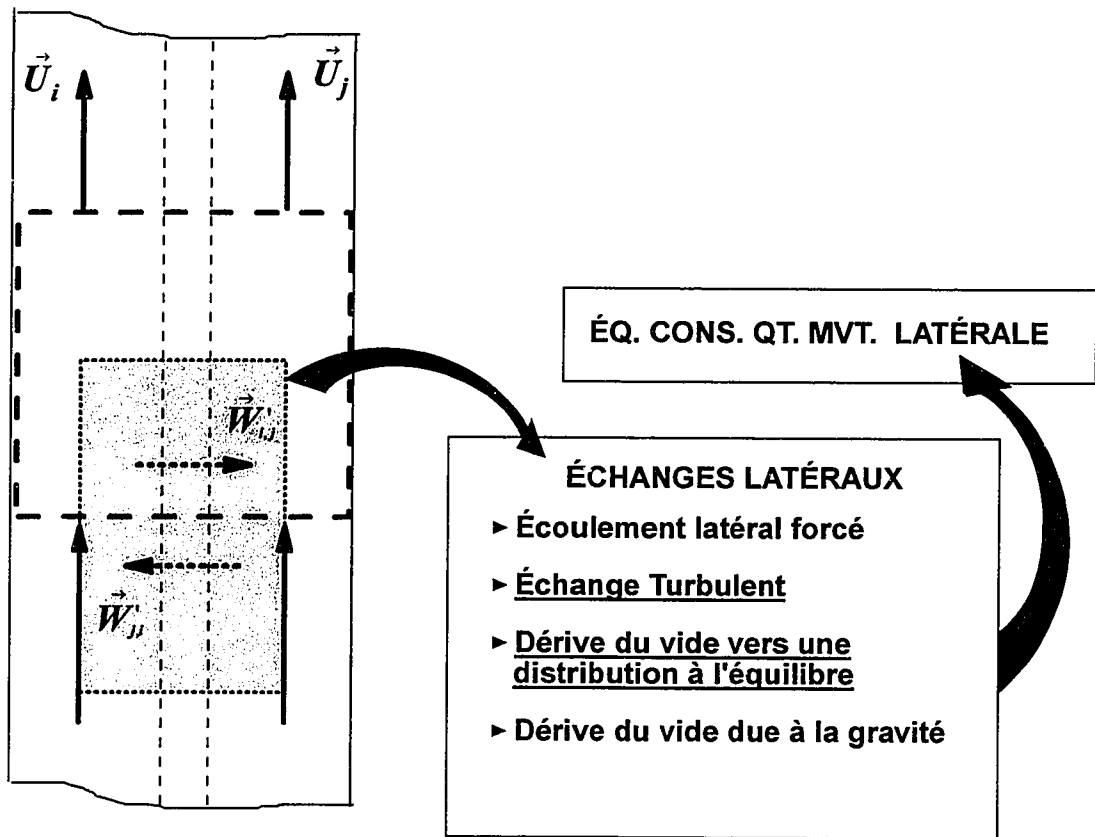 U⃗i
U⃗j
W⃗'i,j
W⃗'j,i
ÉQ. CONS. QT. MVT. LATÉRALE
ÉCHANGES LATÉRAUX
► Écoulement latéral forcé
► Échange Turbulent
► Dérive du vide vers une
distribution à l'équilibre
► Dérive du vide due à la gravité